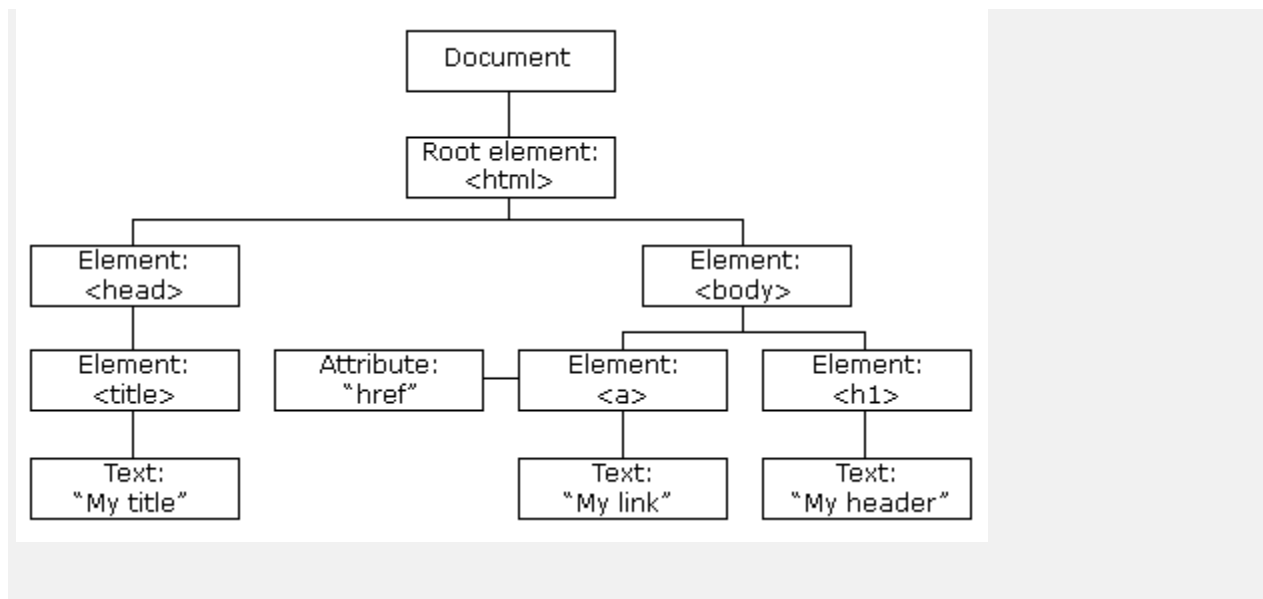 Document
Root element:
<html>
Element:
<head>
Element:
<body>
Element:
<title>
Attribute:
“href”
Element:
<a>
Element:
<h1>
Text:
“My title”
Text:
“My link”
Text:
“My header”